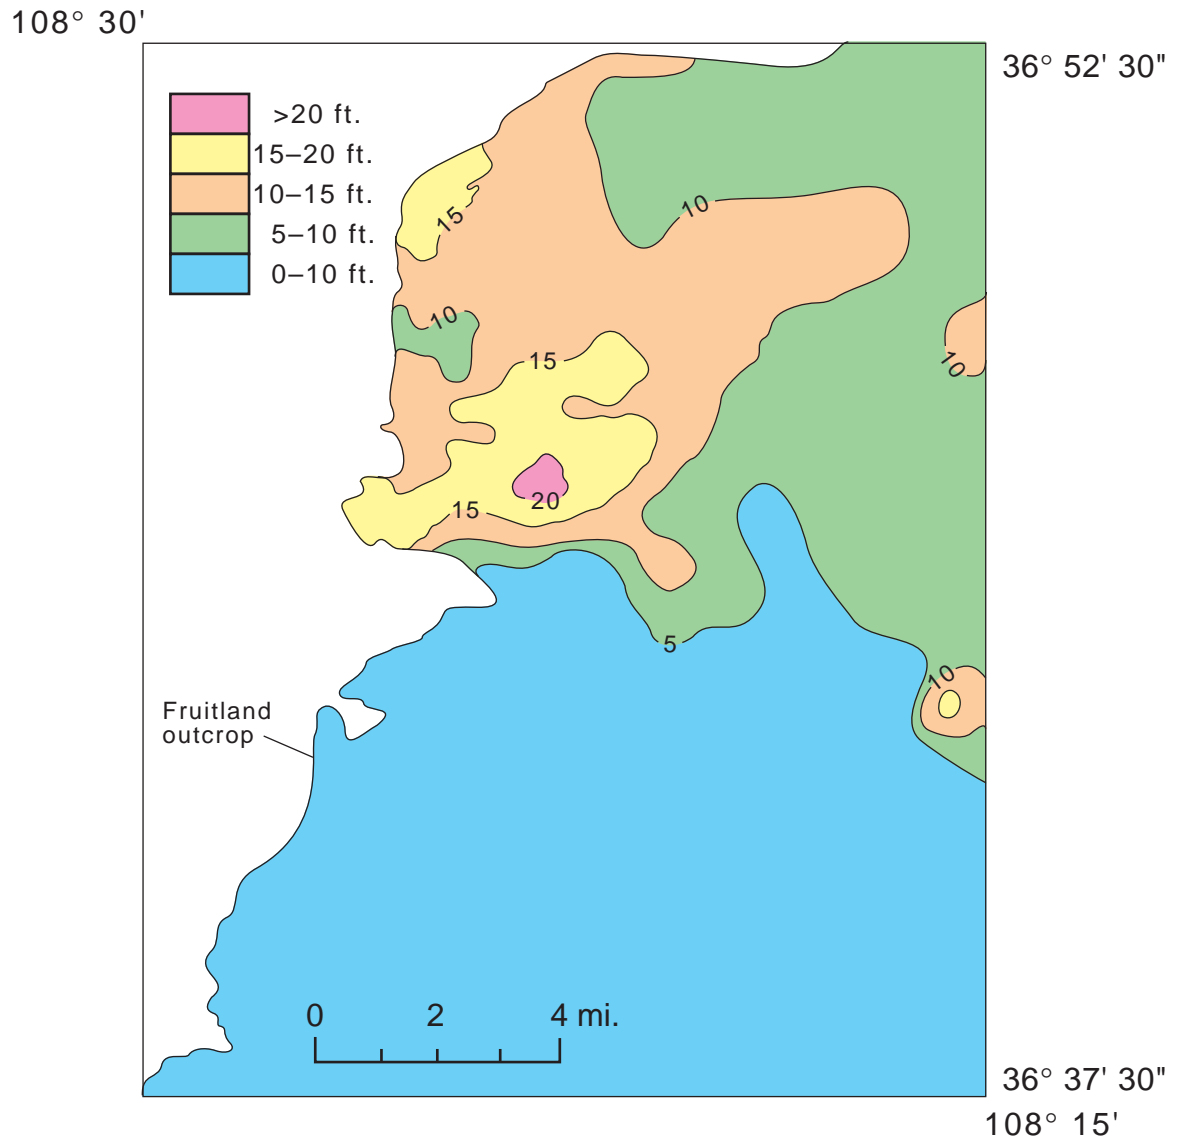 108° 30'
36° 52' 30"
>20 ft.
15–20 ft.
10–15 ft.
5–10 ft.
0–10 ft.
15
10
10
10
15
15
20
5
10
Fruitland
outcrop
0 2 4 mi.
36° 37' 30"
108° 15'